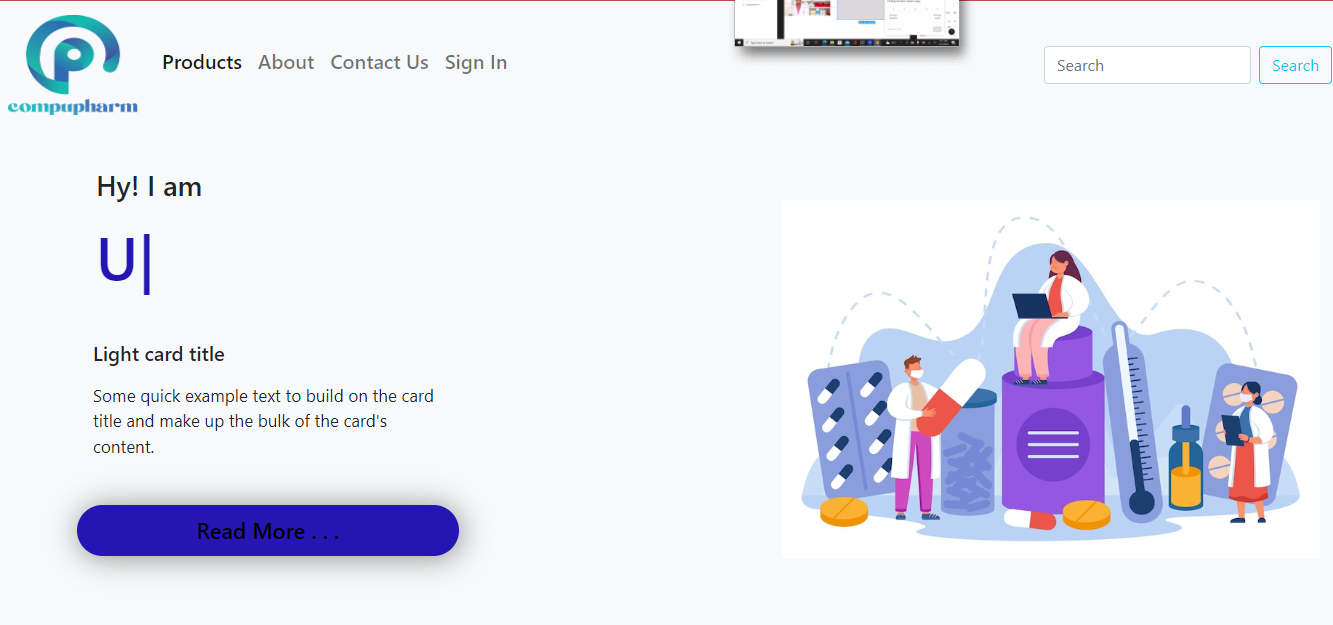 compupharm
Products About Contact Us Sign In
Search Search
Hy! I am
U|
Light card title
Some quick example text to build on the card
title and make up the bulk of the card's
content.
Read More . . .